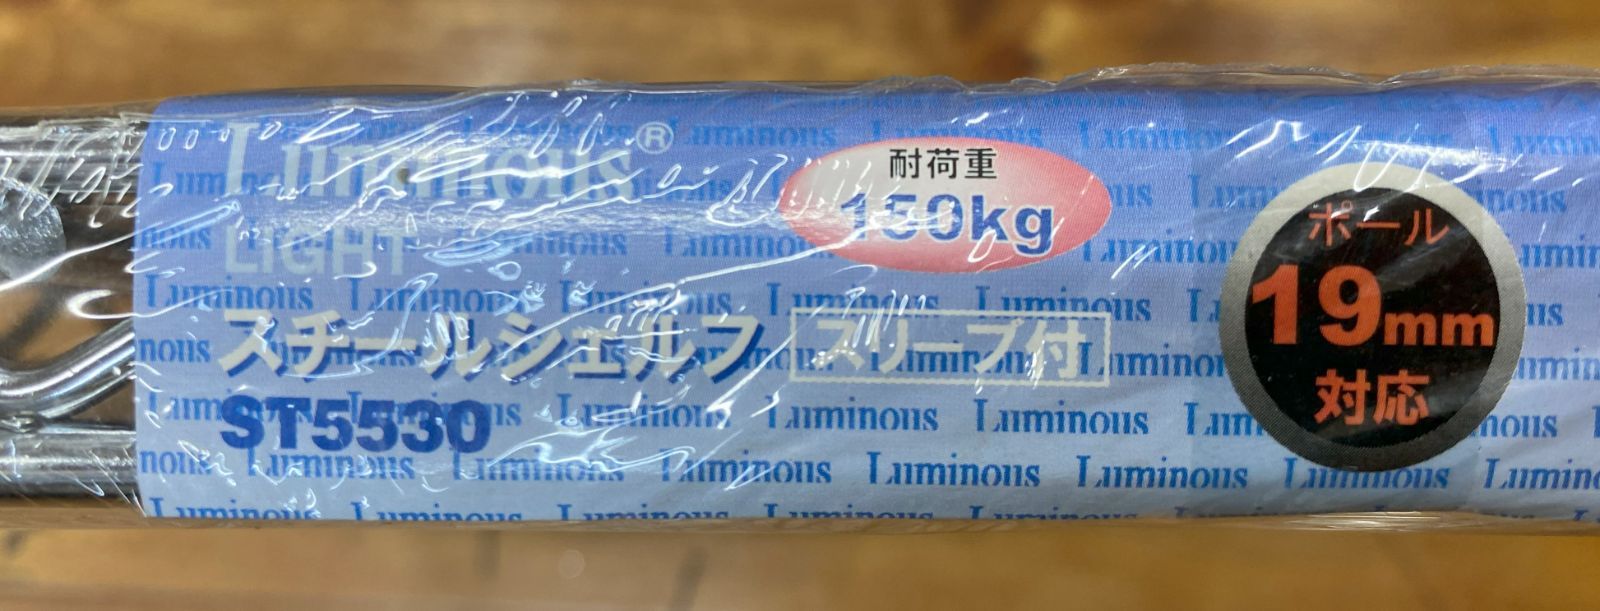 Luminous®
LIGHT
スチールシェルフ スリーブ付
ST5530
耐荷重
150kg
ポール
19mm
対応